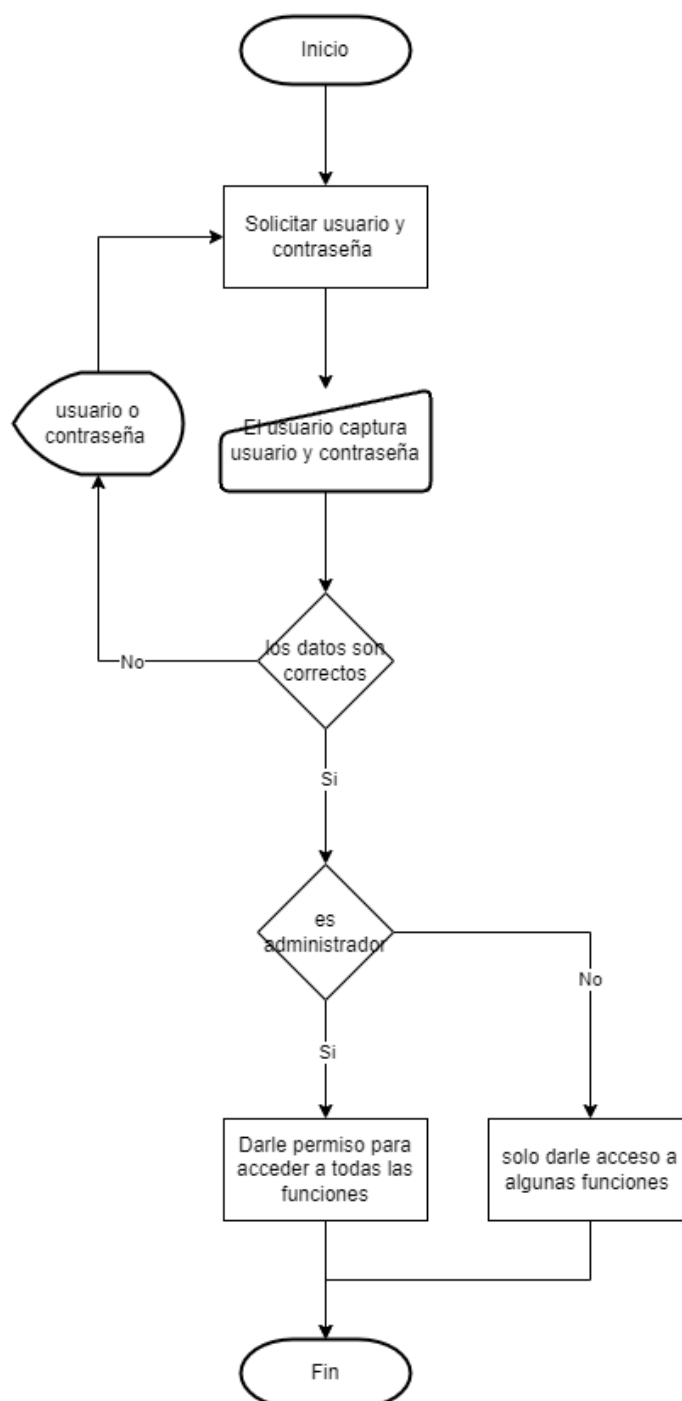 Inicio
Solicitar usuario y
contraseña
usuario o
contraseña
El usuario captura
usuario y contraseña
los datos son
correctos
No
Si
es
administrador
No
Si
Darle permiso para
acceder a todas las
funciones
solo darle acceso a
algunas funciones
Fin